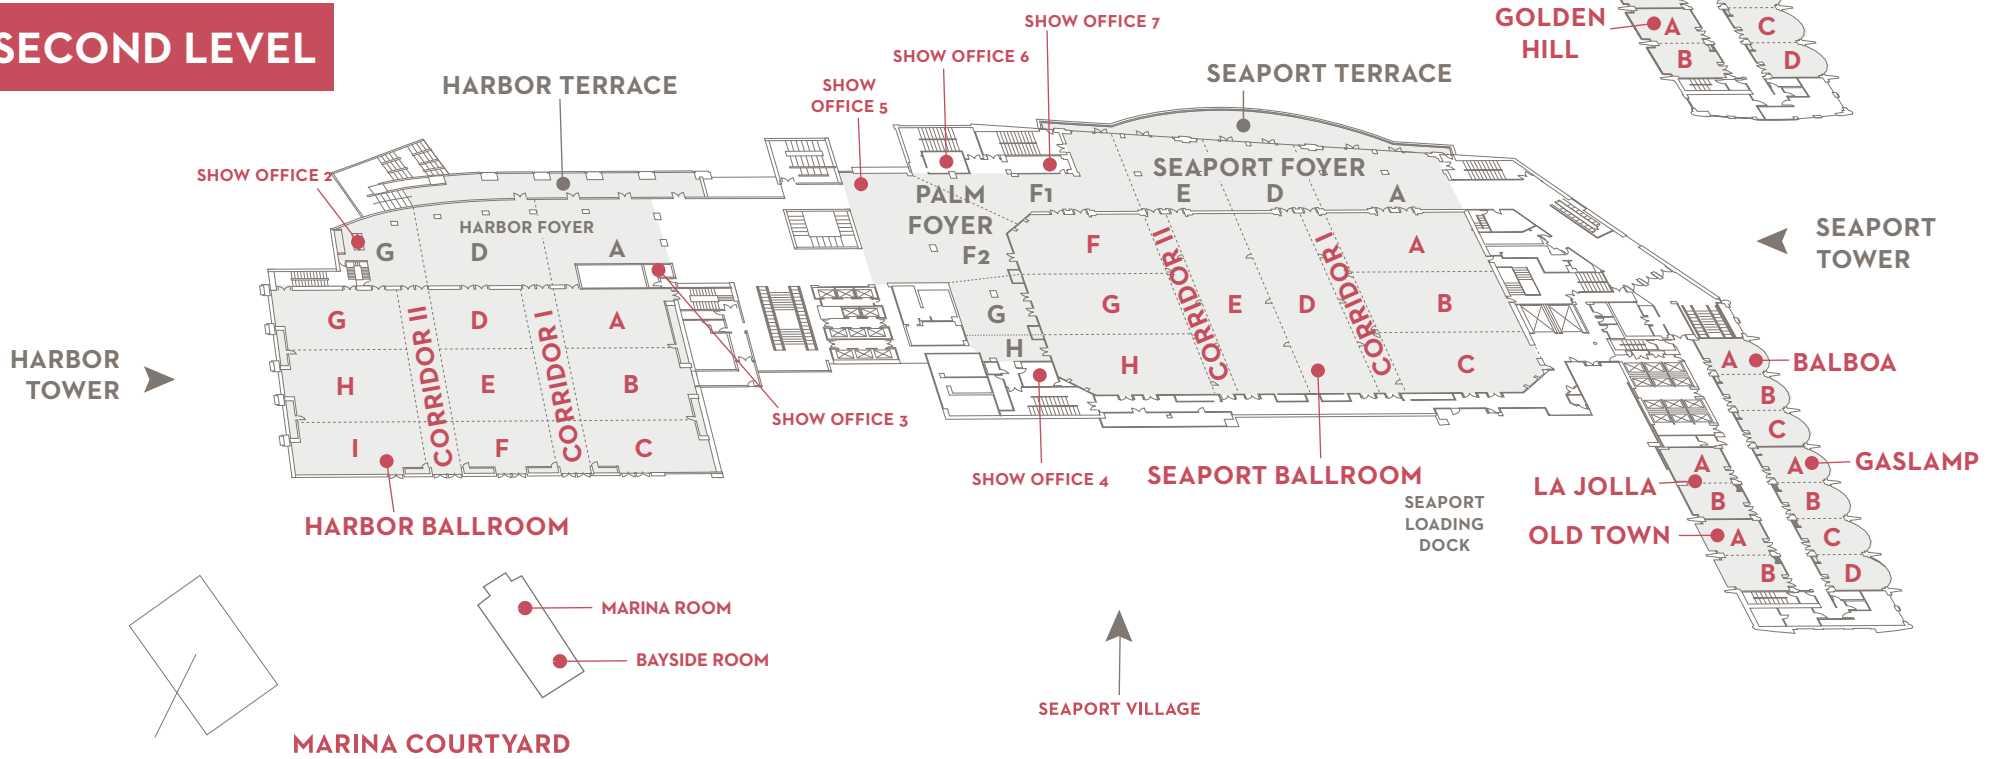 SECOND LEVEL
SHOW OFFICE 7
GOLDEN
HILL
A
B
C
D
SHOW OFFICE 6
HARBOR TERRACE
SHOW
OFFICE 5
SEAPORT TERRACE
SHOW OFFICE 2
SEAPORT FOYER
E
D
A
PALM
FOYER
F1
F2
G
H
HARBOR FOYER
G
D
A
SEAPORT
TOWER
HARBOR
TOWER
G
H
I
CORRIDOR II
D
E
F
CORRIDOR I
A
B
C
F
G
H
CORRIDOR II
E
D
CORRIDOR I
A
B
C
SHOW OFFICE 3
SHOW OFFICE 4
HARBOR BALLROOM
SEAPORT BALLROOM
SEAPORT
LOADING
DOCK
A
BALBOA
B
C
A
GASLAMP
B
C
D
LA JOLLA
A
B
OLD TOWN
A
B
MARINA ROOM
BAYSIDE ROOM
SEAPORT VILLAGE
MARINA COURTYARD